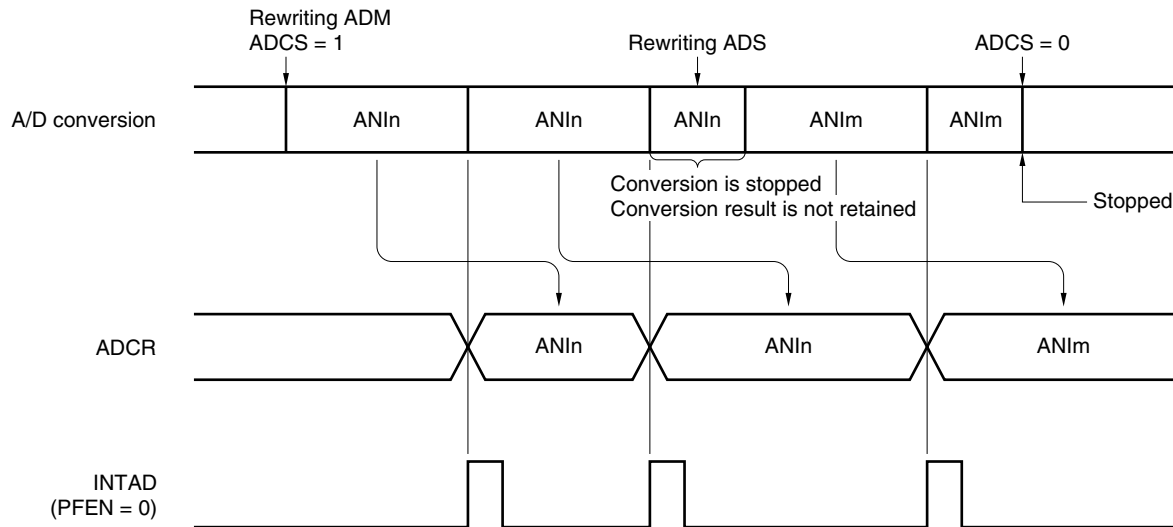 Rewriting ADM
ADCS = 1
Rewriting ADS
ADCS = 0
A/D conversion
ANIn
ANIn
ANIn
ANIm
ANIm
Conversion is stopped
Conversion result is not retained
Stopped
ADCR
ANIn
ANIn
ANIm
INTAD
(PFEN = 0)